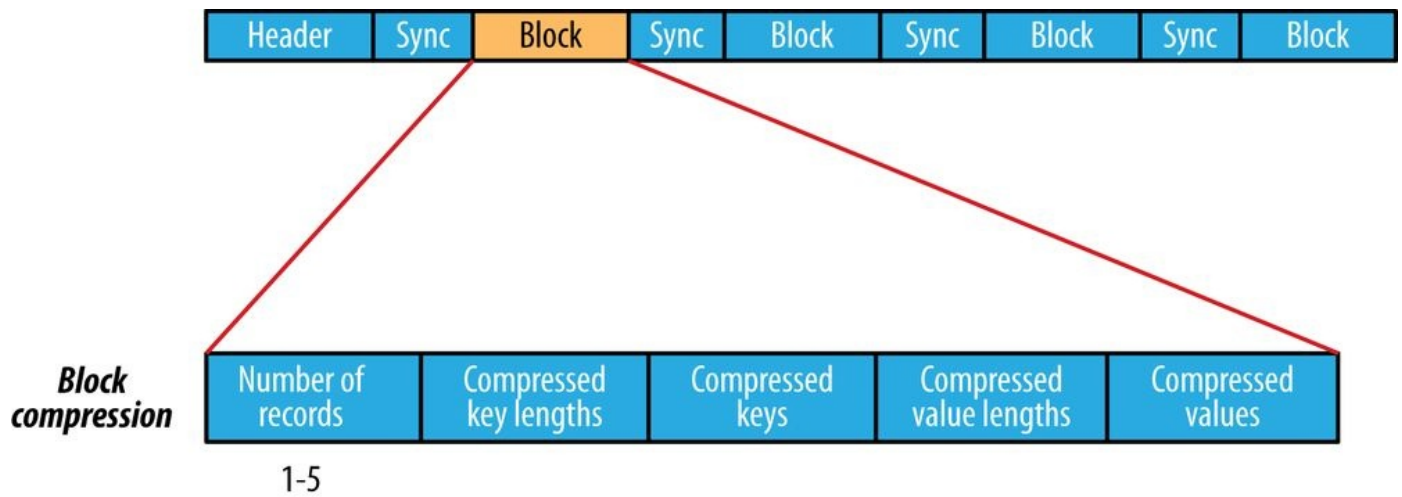 Header Sync Block Sync Block Sync Block Sync Block
Block
compression
Number of
records
Compressed
key lengths
Compressed
keys
Compressed
value lengths
Compressed
values
1-5